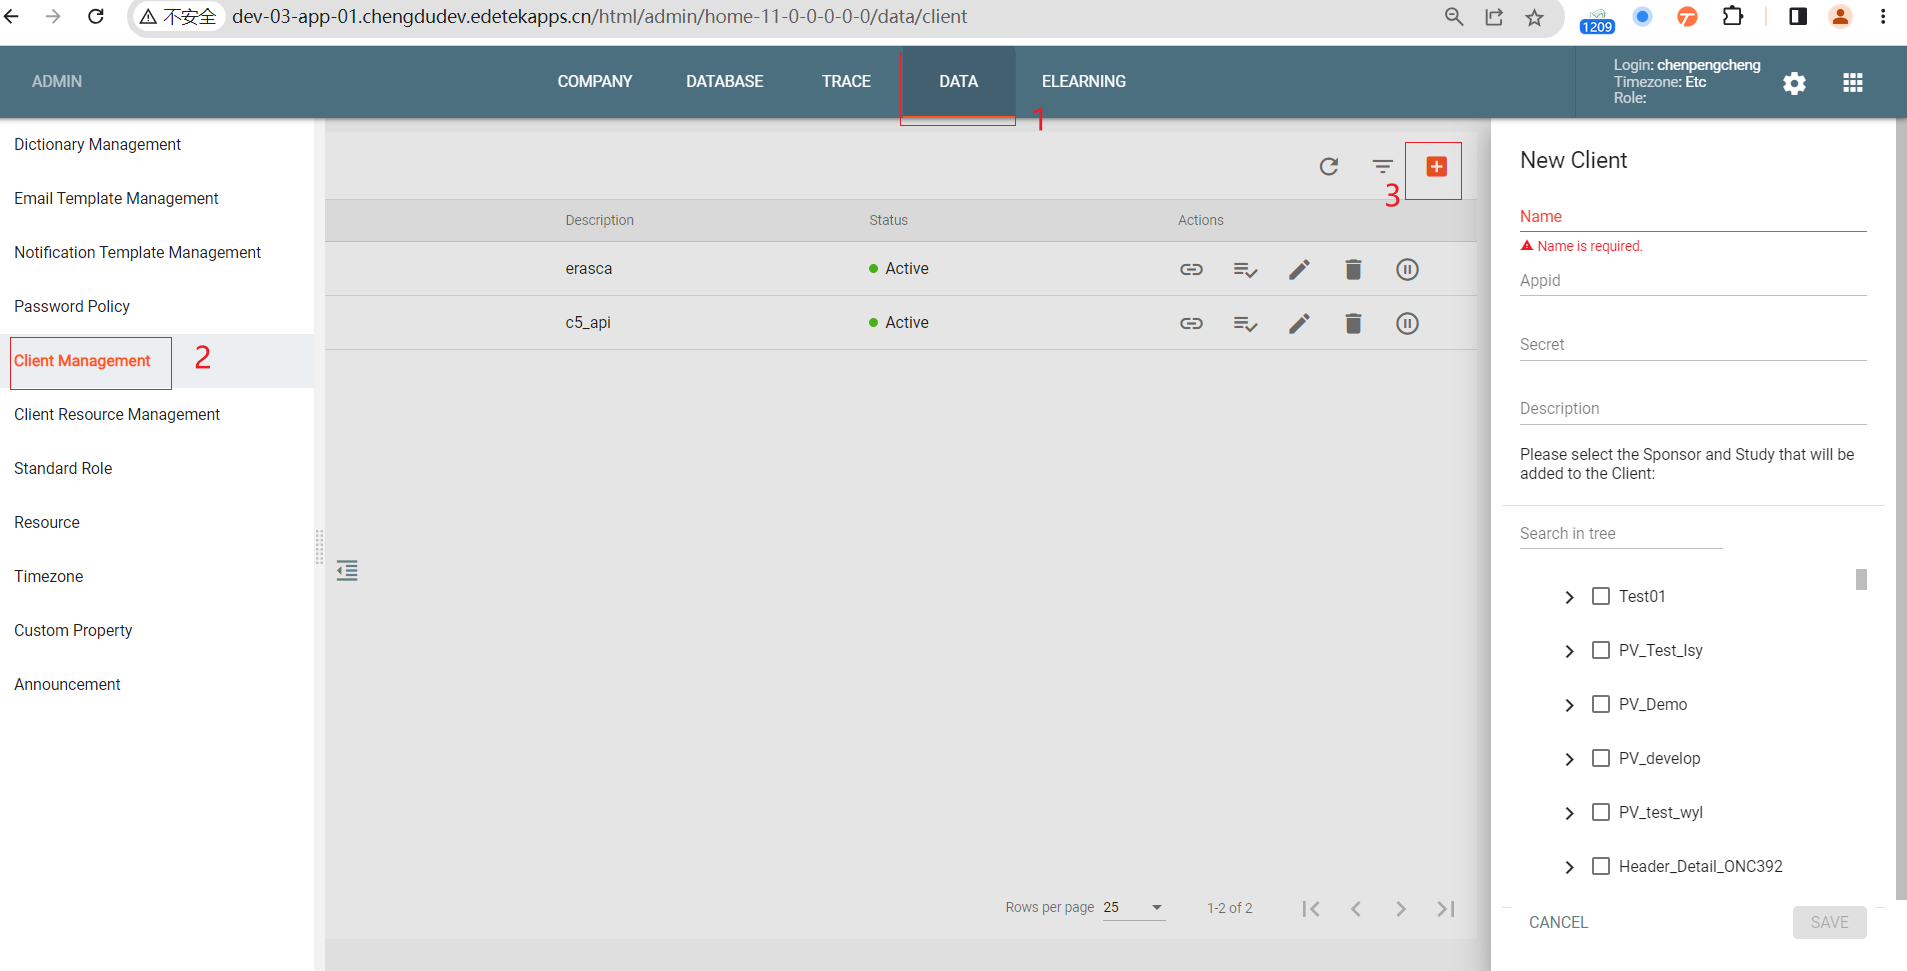 不安全 dev-03-app-01.chengdudev.edetekapps.cn/html/admin/home-11-0-0-0-0-0/data/client
1209
ADMIN
COMPANY
DATABASE
TRACE
DATA
ELEARNING
Login: chenpengcheng
Timezone: Etc
Role:
1
Dictionary Management
Email Template Management
Notification Template Management
Password Policy
Client Management
2
Client Resource Management
Standard Role
Resource
Timezone
Custom Property
Announcement
3
Description Status Actions
erasca Active
c5_api Active
Rows per page 25 1-2 of 2
New Client
Name
Name is required.
Appid
Secret
Description
Please select the Sponsor and Study that will be
added to the Client:
Search in tree
Test01
PV_Test_lsy
PV_Demo
PV_develop
PV_test_wyl
Header_Detail_ONC392
CANCEL SAVE